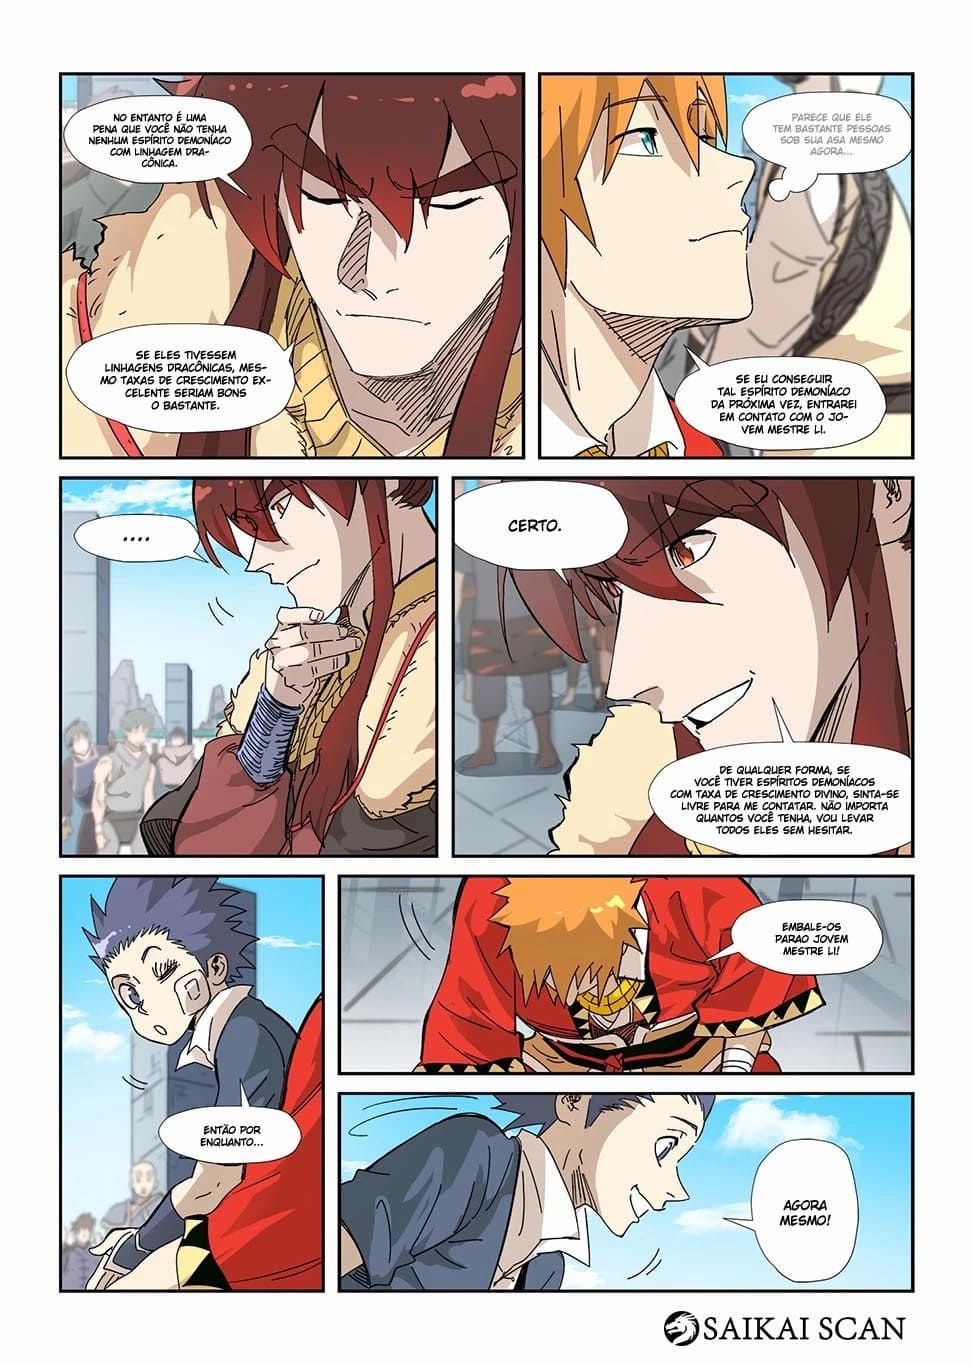 NO ENTANTO É UMA
PENA QUE VOCÊ NÃO TENHA
NENHUM ESPÍRITO DEMONÍACO
COM LINHAGEM DRA-
CÔNICA.
SE ELES TIVESSEM
LINHAGENS DRACÔNICAS, MES-
MO TAXAS DE CRESCIMENTO EX-
CELENTE SERIAM BONS
O BASTANTE.
PARECE QUE ELE
TEM BASTANTE PESSOAS
SOB SUA ASA MESMO
AGORA...
SE EU CONSEGUIR
TAL ESPÍRITO DEMONÍACO
DA PRÓXIMA VEZ, ENTRAREI
EM CONTATO COM O JO-
VEM MESTRE LI.
....
CERTO.
DE QUALQUER FORMA, SE
VOCÊ TIVER ESPÍRITOS DEMONÍACOS
COM TAXA DE CRESCIMENTO DIVINO, SINTA-SE
LIVRE PARA ME CONTATAR. NÃO IMPORTA
QUANTOS VOCÊ TENHA, VOU LEVAR
TODOS ELES SEM HESITAR.
ENTÃO POR
ENQUANTO...
EMBALE-OS
PARAO JOVEM
MESTRE LI!
AGORA
MESMO!
SAIKAI SCAN